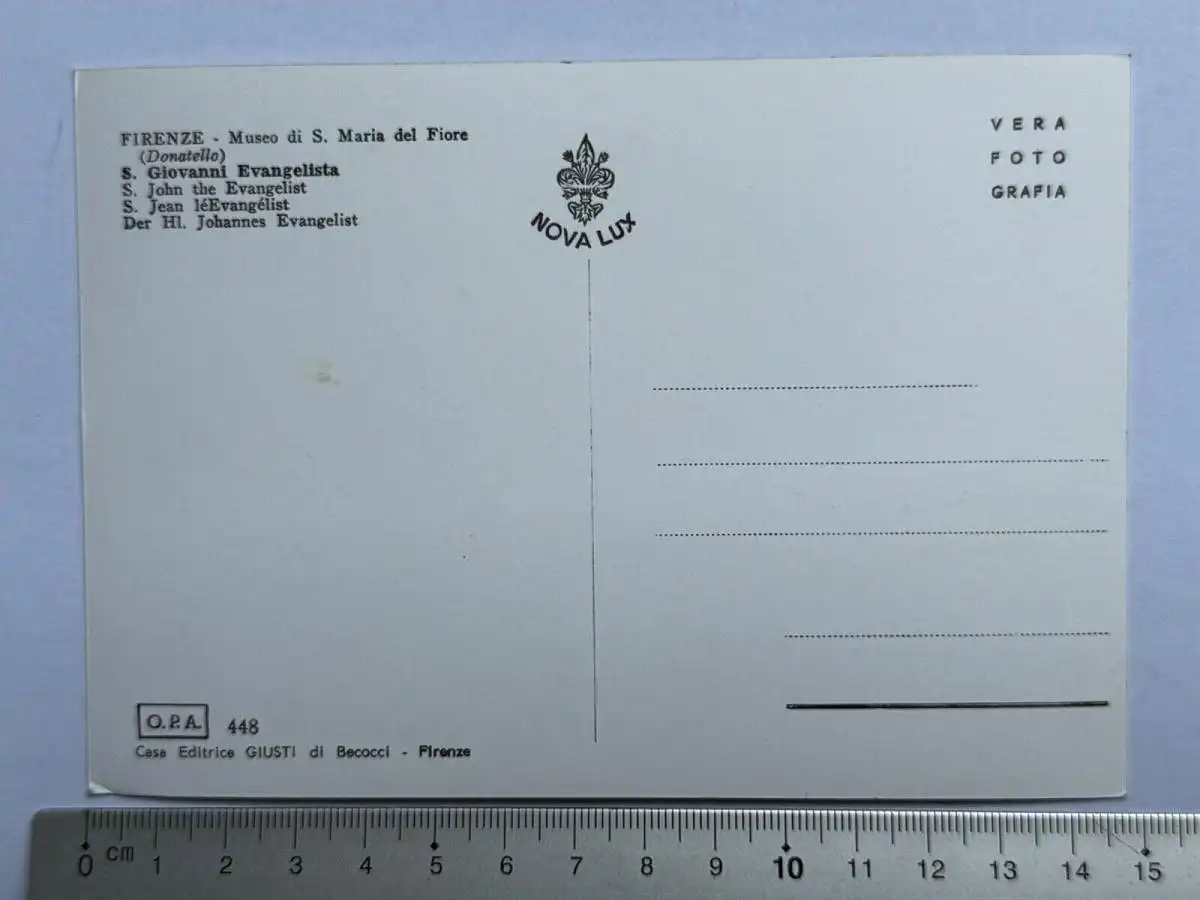 FIRENZE - Museo di S. Maria del Fiore
(Donatello)
S. Giovanni Evangelista
S. John the Evangelist
S. Jean léEvangélist
Der Hl. Johannes Evangelist
NOVA LUX
VERA
FOTO
GRAFIA
O.P.A. 448
Casa Editrice GIUSTI di Becocci - Firenze
0 cm 1 2 3 4 5 6 7 8 9 10 11 12 13 14 15